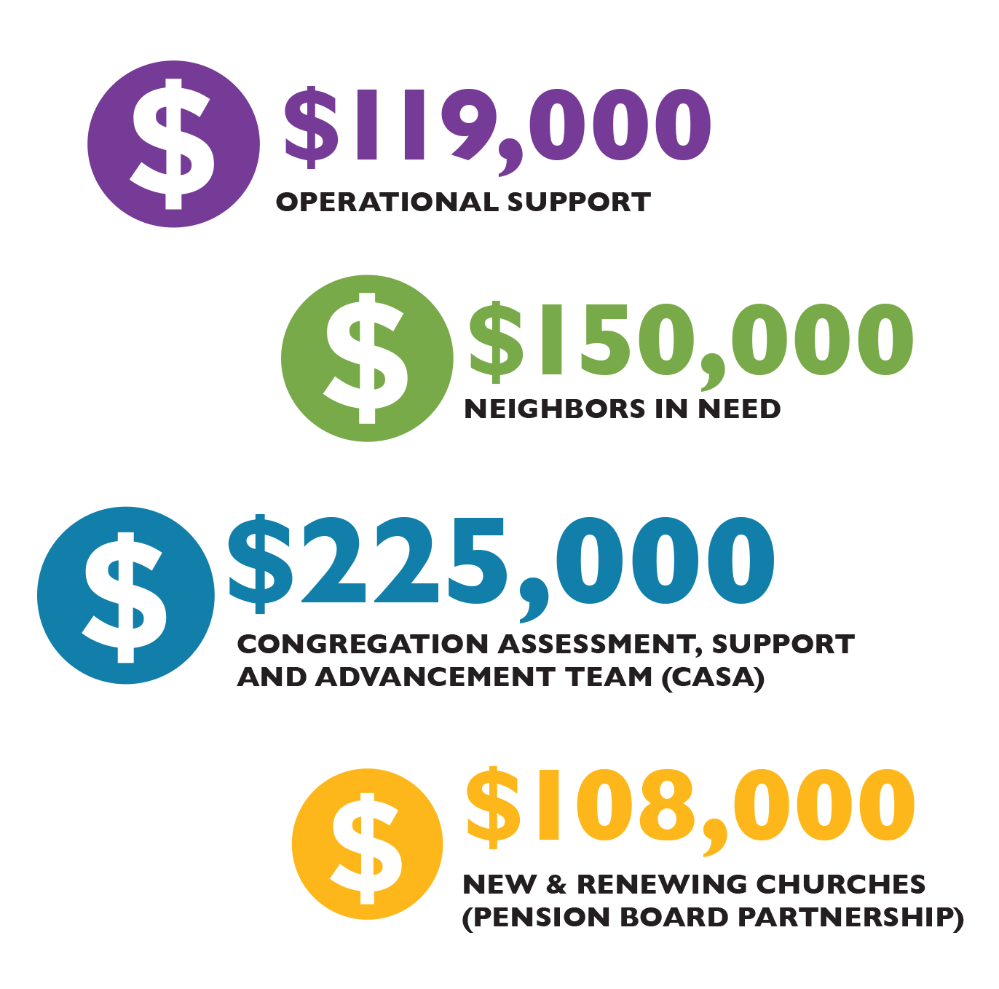 $
$119,000
OPERATIONAL SUPPORT
$
$150,000
NEIGHBORS IN NEED
$
$225,000
CONGREGATION ASSESSMENT, SUPPORT
AND ADVANCEMENT TEAM (CASA)
$
$108,000
NEW & RENEWING CHURCHES
(PENSION BOARD PARTNERSHIP)